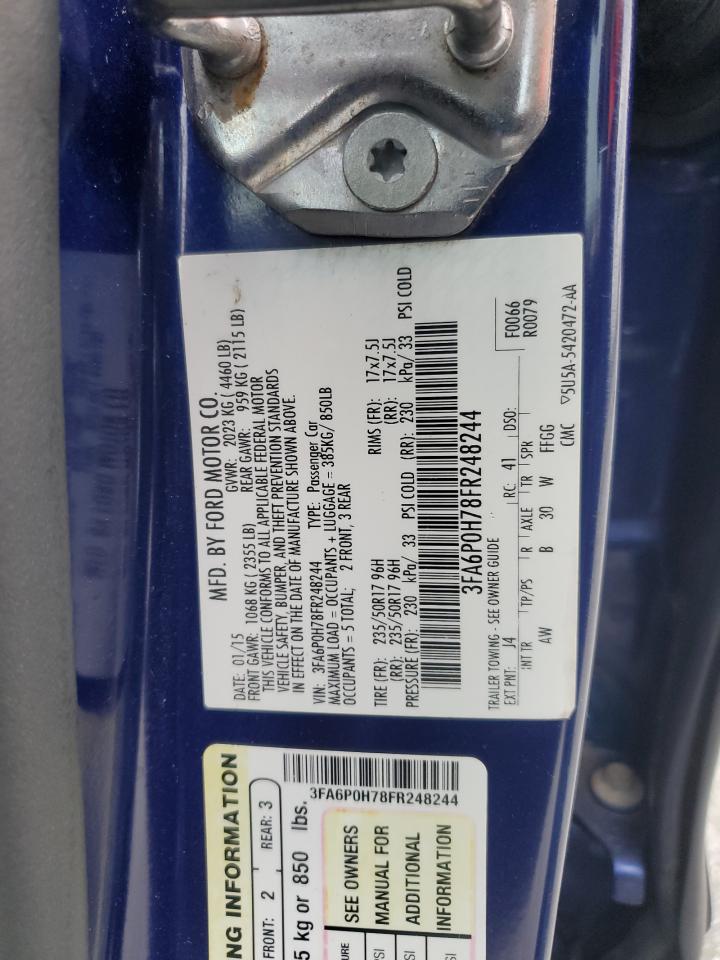 MFD. BY FORD MOTOR CO.
DATE: 01/15 GVWR: 2023 KG ( 4460 LB)
FRONT GAWR: 1068 KG ( 2355 LB) REAR GAWR: 959 KG ( 2115 LB)
THIS VEHICLE CONFORMS TO ALL APPLICABLE FEDERAL MOTOR
VEHICLE SAFETY, BUMPER, AND THEFT PREVENTION STANDARDS
IN EFFECT ON THE DATE OF MANUFACTURE SHOWN ABOVE.
VIN: 3FA6P0H78FR248244 TYPE: Passenger Car
MAXIMUM LOAD = OCCUPANTS + LUGGAGE = 385KG/ 850LB
OCCUPANTS = 5 TOTAL; 2 FRONT, 3 REAR
TIRE (FR): 235/50R17 96H RIMS (FR): 17x7.5J
(RR): 235/50R17 96H (RR): 17x7.5J
PRESSURE (FR): 230 kPa/ 33 PSI COLD (RR): 230 kPa/ 33 PSI COLD
3FA6P0H78FR248244
TRAILER TOWING - SEE OWNER GUIDE F0066
EXT PNT: J4 RC: 41 DSO: R0079
INT TR TP/PS R AXLE TR SPR
AW B 30 W FFGG
CMC ▽5U5A-5420472-AA
NG INFORMATION
FRONT: 2 REAR: 3
5 kg or 850 lbs.
3FA6P0H78FR248244
SEE OWNERS
MANUAL FOR
ADDITIONAL
INFORMATION